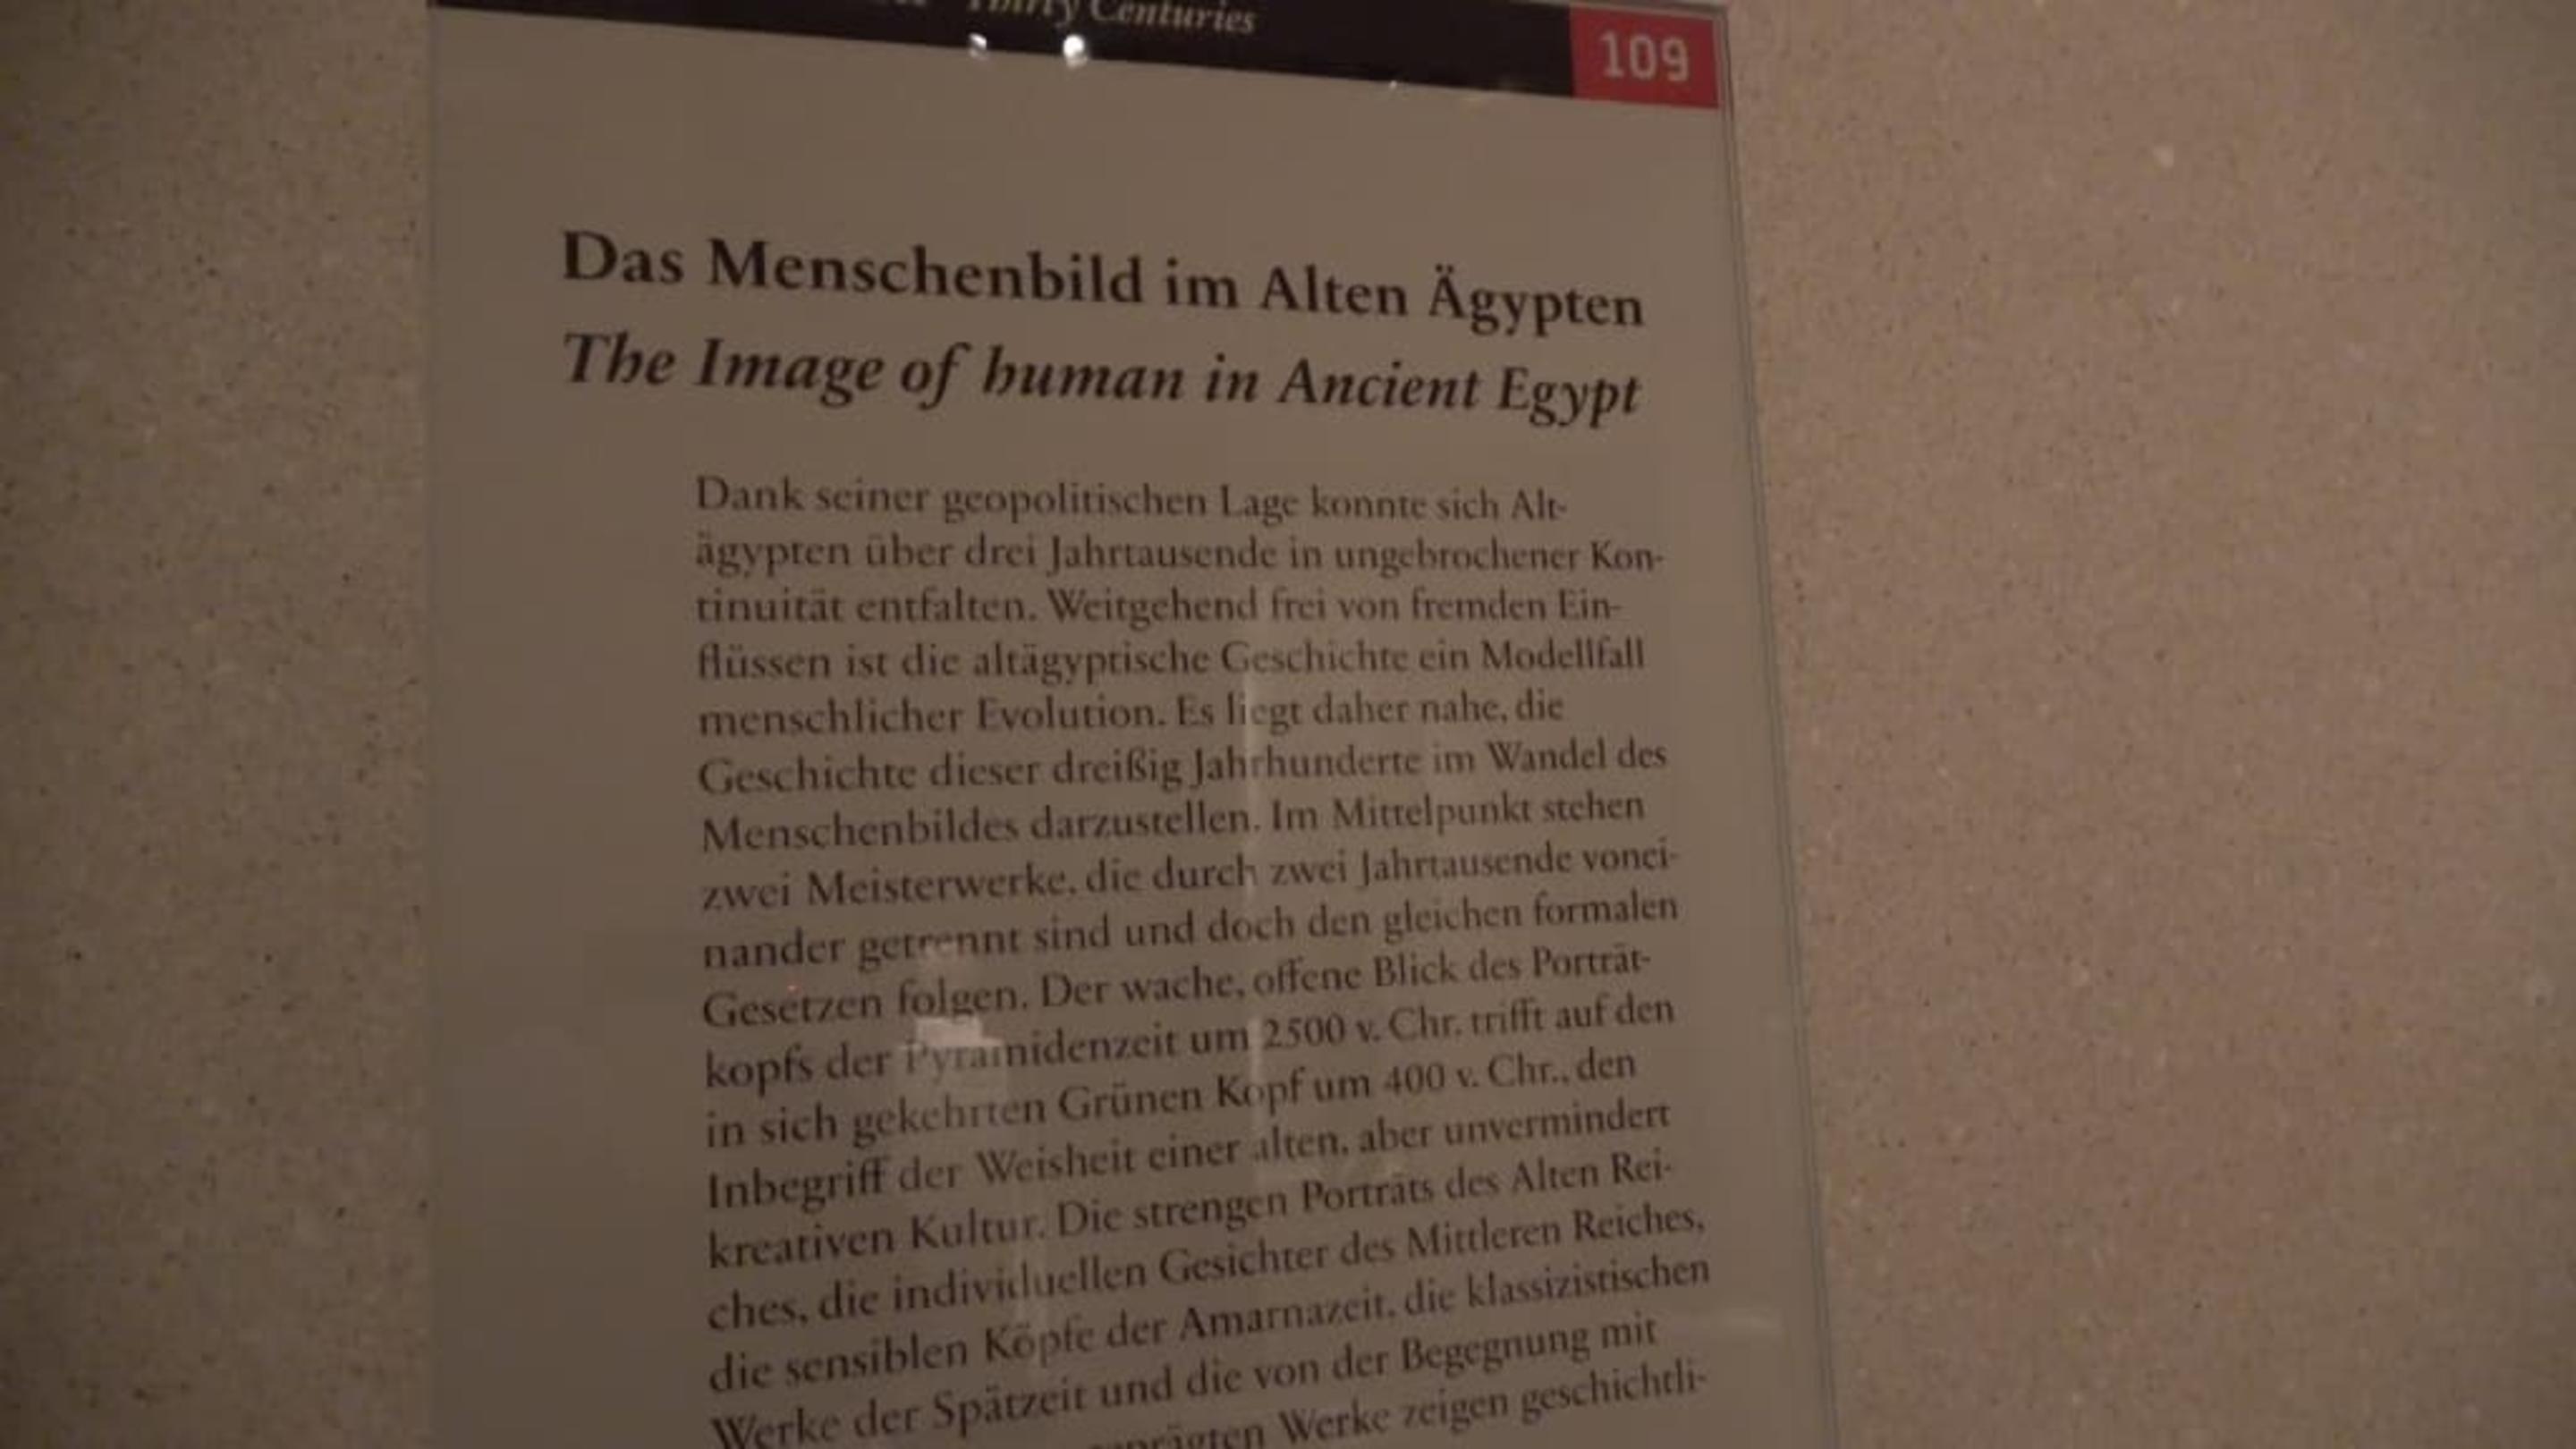 Thirty Centuries
109
Das Menschenbild im Alten Ägypten
The Image of human in Ancient Egypt
Dank seiner geopolitischen Lage konnte sich Alt-
ägypten über drei Jahrtausende in ungebrochener Kon-
tinuität entfalten. Weitgehend frei von fremden Ein-
flüssen ist die altägyptische Geschichte ein Modellfall
menschlicher Evolution. Es liegt daher nahe, die
Geschichte dieser dreißig Jahrhunderte im Wandel des
Menschenbildes darzustellen. Im Mittelpunkt stehen
zwei Meisterwerke, die durch zwei Jahrtausende vonei-
nander getrennt sind und doch den gleichen formalen
Gesetzen folgen. Der wache, offene Blick des Porträt-
kopfs der Pyramidenzeit um 2500 v. Chr. trifft auf den
in sich gekehrten Grünen Kopf um 400 v. Chr., den
Inbegriff der Weisheit einer alten, aber unvermindert
kreativen Kultur. Die strengen Porträts des Alten Rei-
ches, die individuellen Gesichter des Mittleren Reiches,
die sensiblen Köpfe der Amarnazeit, die klassizistischen
Werke der Spätzeit und die von der Begegnung mit
Werke zeigen geschichtli-